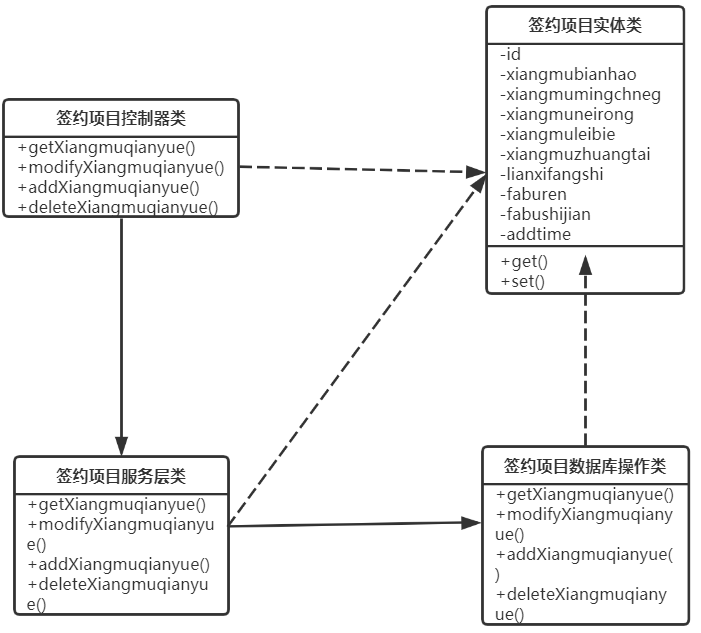 签约项目实体类
-id
-xiangmubianhao
-xiangmumingchneg
-xiangmuneirong
-xiangmuleibie
-xiangmuzhuangtai
-lianxifangshi
-faburen
-fabushijian
-addtime
+get()
+set()
签约项目控制器类
+getXiangmuqianyue()
+modifyXiangmuqianyue()
+addXiangmuqianyue()
+deleteXiangmuqianyue()
签约项目服务层类
+getXiangmuqianyue()
+modifyXiangmuqianyu
e()
+addXiangmuqianyue()
+deleteXiangmuqianyu
e()
签约项目数据库操作类
+getXiangmuqianyue()
+modifyXiangmuqiany
ue()
+addXiangmuqianyue(
)
+deleteXiangmuqiany
ue()